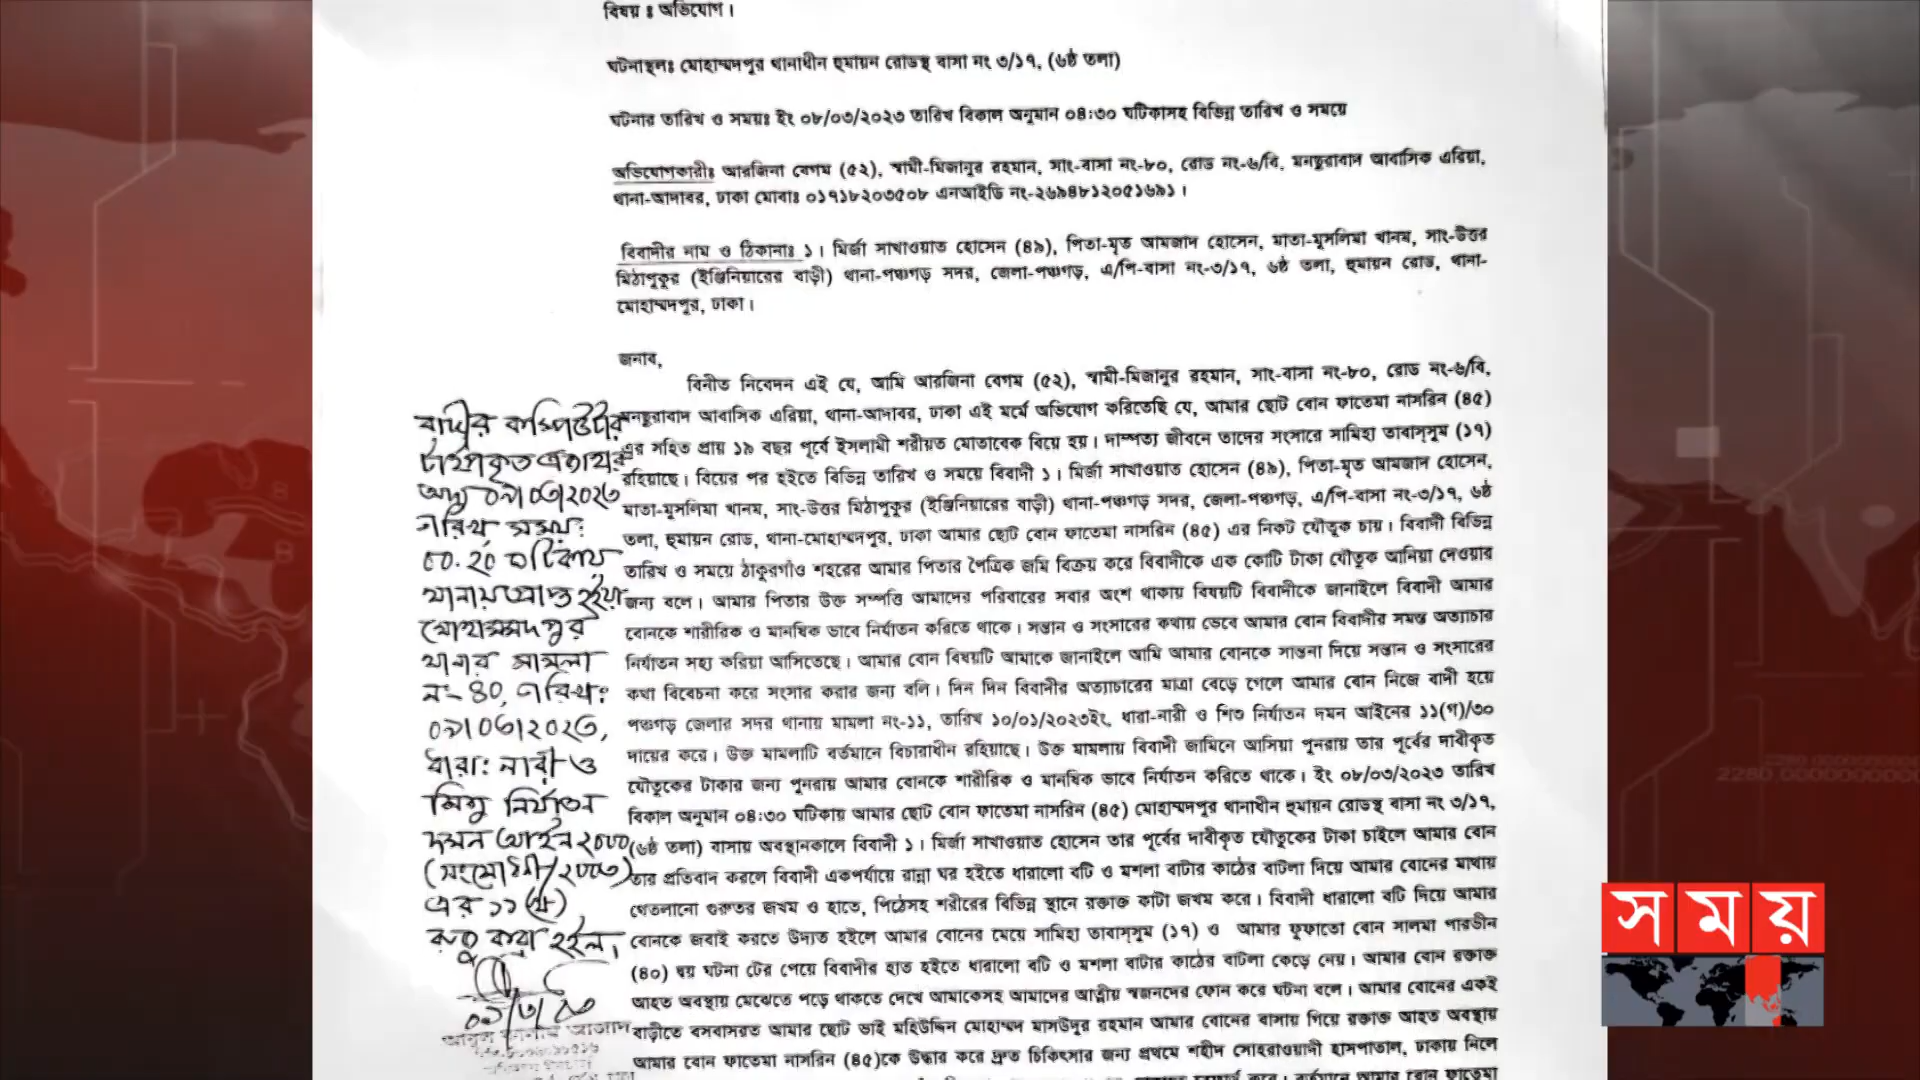 বিষয় ঃ অভিযোগ।
ঘটনাস্থলঃ মোহাম্মদপুর থানাধীন হুমায়ন রোডস্থ বাসা নং ৩/১৭, (৬ষ্ঠ তলা)
ঘটনার তারিখ ও সময়ঃ ইং ০৮/০৩/২০২৩ তারিখ বিকাল অনুমান ০৪:৩০ ঘটিকাসহ বিভিন্ন তারিখ ও সময়ে
অভিযোগকারীঃ আরজিনা বেগম (৫২), স্বামী-মিজানুর রহমান, সাং-বাসা নং-৮০, রোড নং-৬/বি, মনছুরাবাদ আবাসিক এরিয়া,
থানা-আদাবর, ঢাকা মোবাঃ ০১৭১৮২০৩৫০৮ এনআইডি নং-২৬৯৪৮১২০৫১৬৯১।
বিবাদীর নাম ও ঠিকানাঃ ১। মির্জা সাখাওয়াত হোসেন (৪৯), পিতা-মৃত আমজাদ হোসেন, মাতা-মুসলিমা খানম, সাং-উত্তর
মিঠাপুকুর (ইঞ্জিনিয়ারের বাড়ী) থানা-পঞ্চগড় সদর, জেলা-পঞ্চগড়, এ/পি-বাসা নং-৩/১৭, ৬ষ্ঠ তলা, হুমায়ন রোড, থানা-
মোহাম্মদপুর, ঢাকা।
জনাব,
বিনীত নিবেদন এই যে, আমি আরজিনা বেগম (৫২), স্বামী-মিজানুর রহমান, সাং-বাসা নং-৮০, রোড নং-৬/বি,
মনছুরাবাদ আবাসিক এরিয়া, থানা-আদাবর, ঢাকা এই মর্মে অভিযোগ করিতেছি যে, আমার ছোট বোন ফাতেমা নাসরিন (৪৫)
এর সহিত প্রায় ১৯ বছর পূর্বে ইসলামী শরীয়ত মোতাবেক বিয়ে হয়। দাম্পত্য জীবনে তাদের সংসারে সামিহা তাবাস্সুম (১৭)
রহিয়াছে। বিয়ের পর হইতে বিভিন্ন তারিখ ও সময়ে বিবাদী ১। মির্জা সাখাওয়াত হোসেন (৪৯), পিতা-মৃত আমজাদ হোসেন,
মাতা-মুসলিমা খানম, সাং-উত্তর মিঠাপুকুর (ইঞ্জিনিয়ারের বাড়ী) থানা-পঞ্চগড় সদর, জেলা-পঞ্চগড়, এ/পি-বাসা নং-৩/১৭, ৬ষ্ঠ
তলা, হুমায়ন রোড, থানা-মোহাম্মদপুর, ঢাকা আমার ছোট বোন ফাতেমা নাসরিন (৪৫) এর নিকট যৌতুক চায়। বিবাদী বিভিন্ন
তারিখ ও সময়ে ঠাকুরগাঁও শহরের আমার পিতার পৈত্রিক জমি বিক্রয় করে বিবাদীকে এক কোটি টাকা যৌতুক আনিয়া দেওয়ার
জন্য বলে। আমার পিতার উক্ত সম্পত্তি আমাদের পরিবারের সবার অংশ থাকায় বিষয়টি বিবাদীকে জানাইলে বিবাদী আমার
বোনকে শারীরিক ও মানষিক ভাবে নির্যাতন করিতে থাকে। সন্তান ও সংসারের কথায় ভেবে আমার বোন বিবাদীর সমস্ত অত্যাচার
নির্যাতন সহ্য করিয়া আসিতেছে। আমার বোন বিষয়টি আমাকে জানাইলে আমি আমার বোনকে সান্তনা দিয়ে সন্তান ও সংসারের
কথা বিবেচনা করে সংসার করার জন্য বলি। দিন দিন বিবাদীর অত্যাচারের মাত্রা বেড়ে গেলে আমার বোন নিজে বাদী হয়ে
পঞ্চগড় জেলার সদর থানায় মামলা নং-১১, তারিখ ১০/০১/২০২৩ইং, ধারা-নারী ও শিশু নির্যাতন দমন আইনের ১১(গ)/৩০
দায়ের করে। উক্ত মামলাটি বর্তমানে বিচারাধীন রহিয়াছে। উক্ত মামলায় বিবাদী জামিনে আসিয়া পুনরায় তার পূর্বের দাবীকৃত
যৌতুকের টাকার জন্য পুনরায় আমার বোনকে শারীরিক ও মানষিক ভাবে নির্যাতন করিতে থাকে। ইং ০৮/০৩/২০২৩ তারিখ
বিকাল অনুমান ০৪:৩০ ঘটিকায় আমার ছোট বোন ফাতেমা নাসরিন (৪৫) মোহাম্মদপুর থানাধীন হুমায়ন রোডস্থ বাসা নং ৩/১৭,
(৬ষ্ঠ তলা) বাসায় অবস্থানকালে বিবাদী ১। মির্জা সাখাওয়াত হোসেন তার পূর্বের দাবীকৃত যৌতুকের টাকা চাইলে আমার বোন
তার প্রতিবাদ করলে বিবাদী একপর্যায়ে রান্না ঘর হইতে ধারালো বটি ও মশলা বাটার কাঠের বাটলা দিয়ে আমার বোনের মাথায়
থেতলানো গুরুতর জখম ও হাতে, পিঠেসহ শরীরের বিভিন্ন স্থানে রক্তাক্ত কাটা জখম করে। বিবাদী ধারালো বটি দিয়ে আমার
বোনকে জবাই করতে উদ্যত হইলে আমার বোনের মেয়ে সামিহা তাবাস্সুম (১৭) ও আমার ফুফাতো বোন সালমা পারভীন
(৪০) দ্বয় ঘটনা টের পেয়ে বিবাদীর হাত হইতে ধারালো বটি ও মশলা বাটার কাঠের বাটলা কেড়ে নেয়। আমার বোন রক্তাক্ত
আহত অবস্থায় মেঝেতে পড়ে থাকতে দেখে আমাকেসহ আমাদের আত্নীয় স্বজনদের ফোন করে ঘটনা বলে। আমার বোনের একই
বাড়ীতে বসবাসরত আমার ছোট ভাই মহিউদ্দিন মোহাম্মদ মাসউদুর রহমান আমার বোনের বাসায় গিয়ে রক্তাক্ত আহত অবস্থায়
আমার বোন ফাতেমা নাসরিন (৪৫)কে উদ্ধার করে দ্রুত চিকিৎসার জন্য প্রথমে শহীদ সোহরাওয়ার্দী হাসপাতাল, ঢাকায় নিলে
বাদীর কম্পিউটার
টাইপকৃত এজাহার
অদ্য ০৯/০৩/২০২৩
তারিখ সময়:
০০.২০ ঘটিকায়
থানায় প্রাপ্ত হইয়া
মোহাম্মদপুর
থানার মামলা
নং-৪০, তারিখ:
০৯/০৩/২০২৩,
ধারা: নারী ও
শিশু নির্যাতন
দমন আইন ২০০০
(সংশোধনী/২০০৩)
এর ১১(খ)
রুজু করা হইল।
সময়